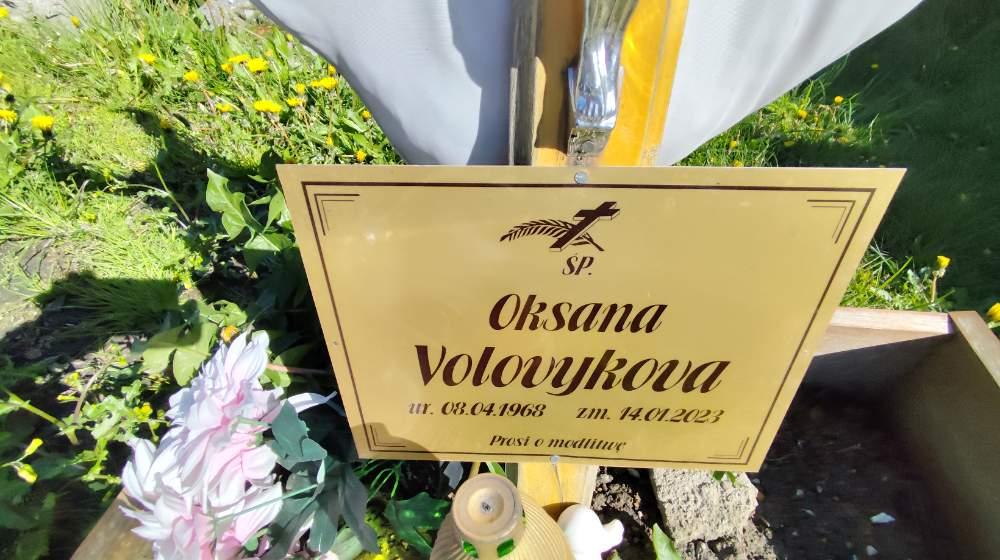 ŚP.
Oksana
Volovykova
ur. 08.04.1968 zm. 14.01.2023
Prosi o modlitwę